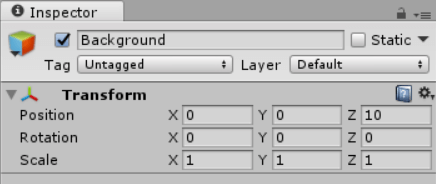 Inspector
Background Static
Tag Untagged Layer Default
Transform
Position X 0 Y 0 Z 10
Rotation X 0 Y 0 Z 0
Scale X 1 Y 1 Z 1